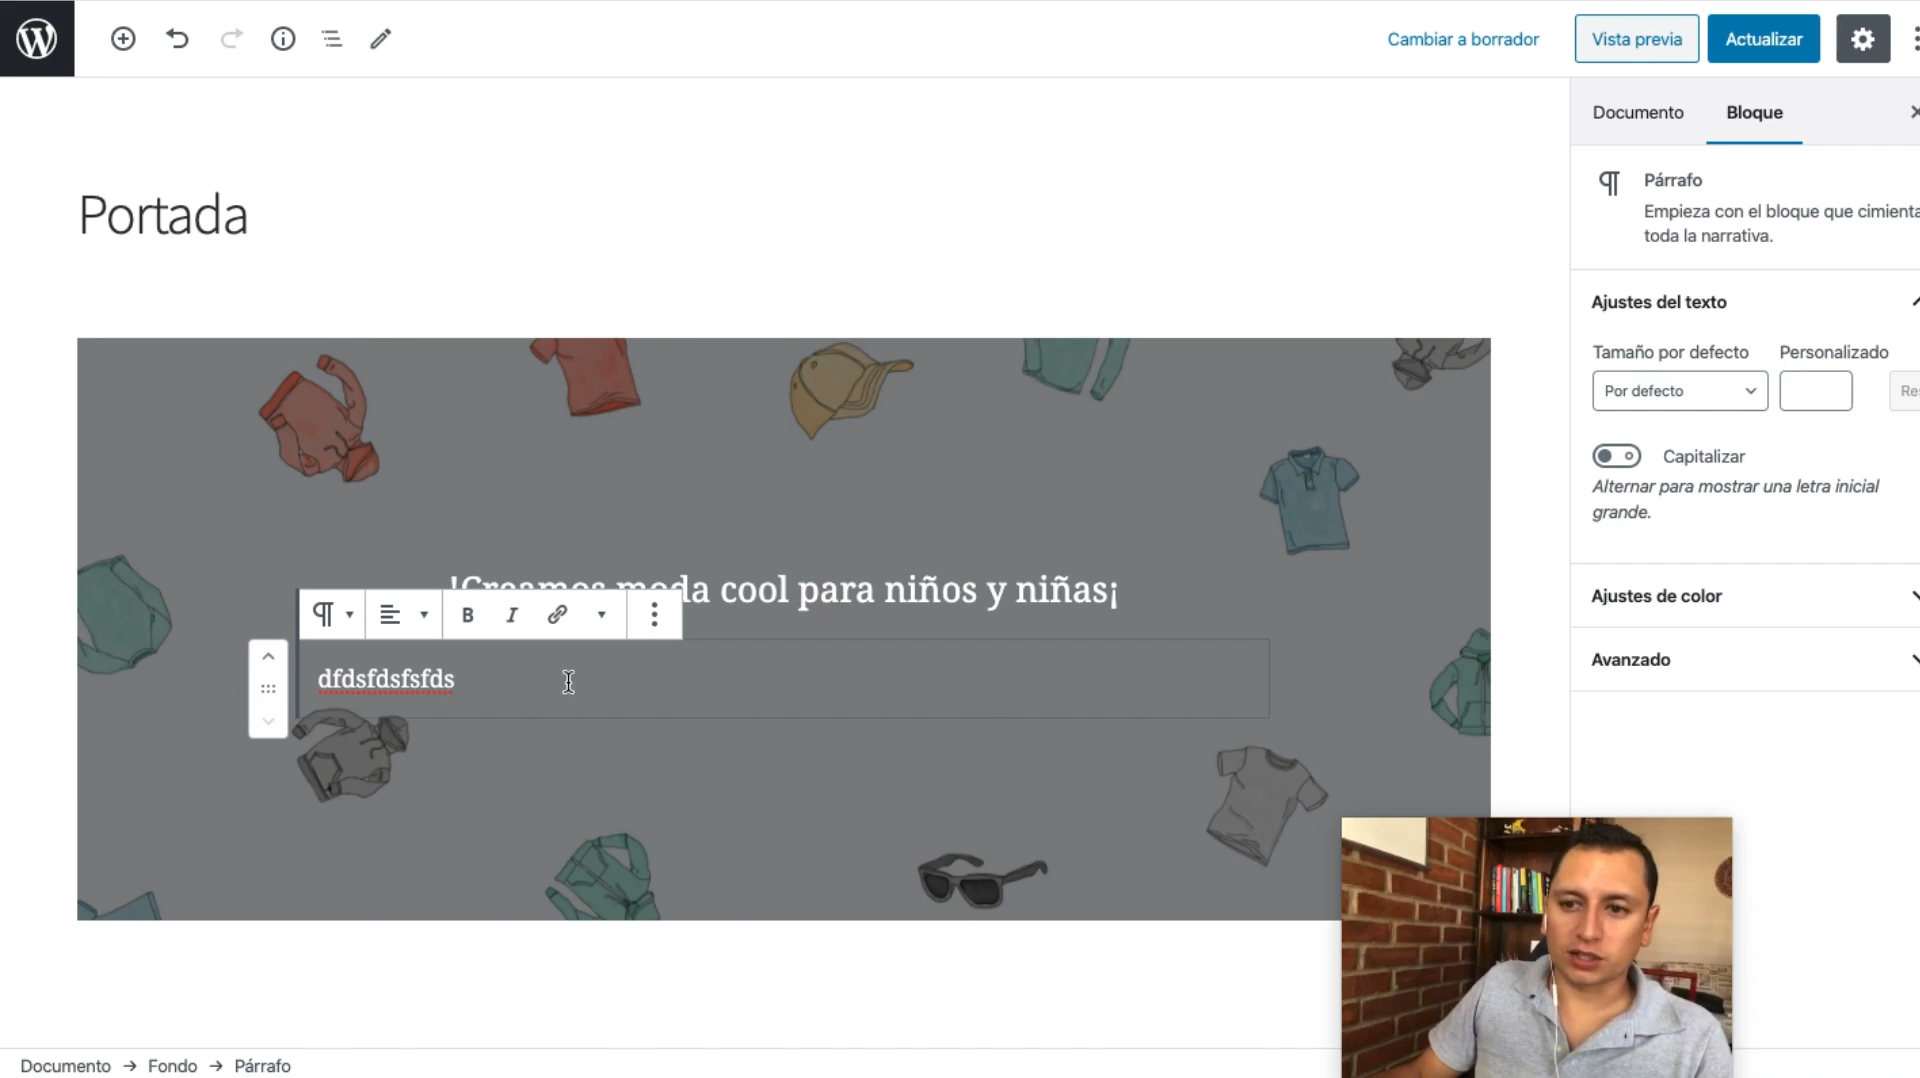 Cambiar a borrador
Vista previa
Actualizar
Documento
Bloque
Portada
Párrafo
Empieza con el bloque que cimienta
toda la narrativa.
Ajustes del texto
Tamaño por defecto
Personalizado
Por defecto
Capitalizar
Alternar para mostrar una letra inicial
grande.
!Creamos moda cool para niños y niñas¡
B I
Ajustes de color
dfdsfdsfsfds
Avanzado
Documento → Fondo → Párrafo